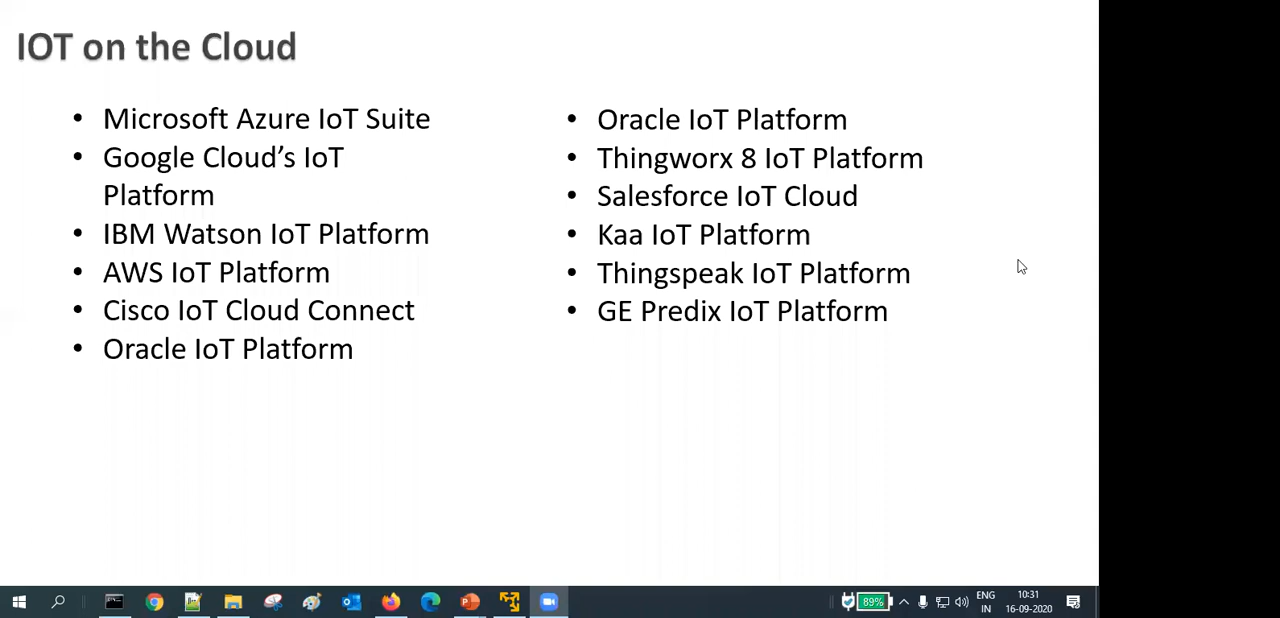 IOT on the Cloud
• Microsoft Azure IoT Suite
• Google Cloud’s IoT
Platform
• IBM Watson IoT Platform
• AWS IoT Platform
• Cisco IoT Cloud Connect
• Oracle IoT Platform
• Oracle IoT Platform
• Thingworx 8 IoT Platform
• Salesforce IoT Cloud
• Kaa IoT Platform
• Thingspeak IoT Platform
• GE Predix IoT Platform
89%
ENG
IN
10:31
16-09-2020